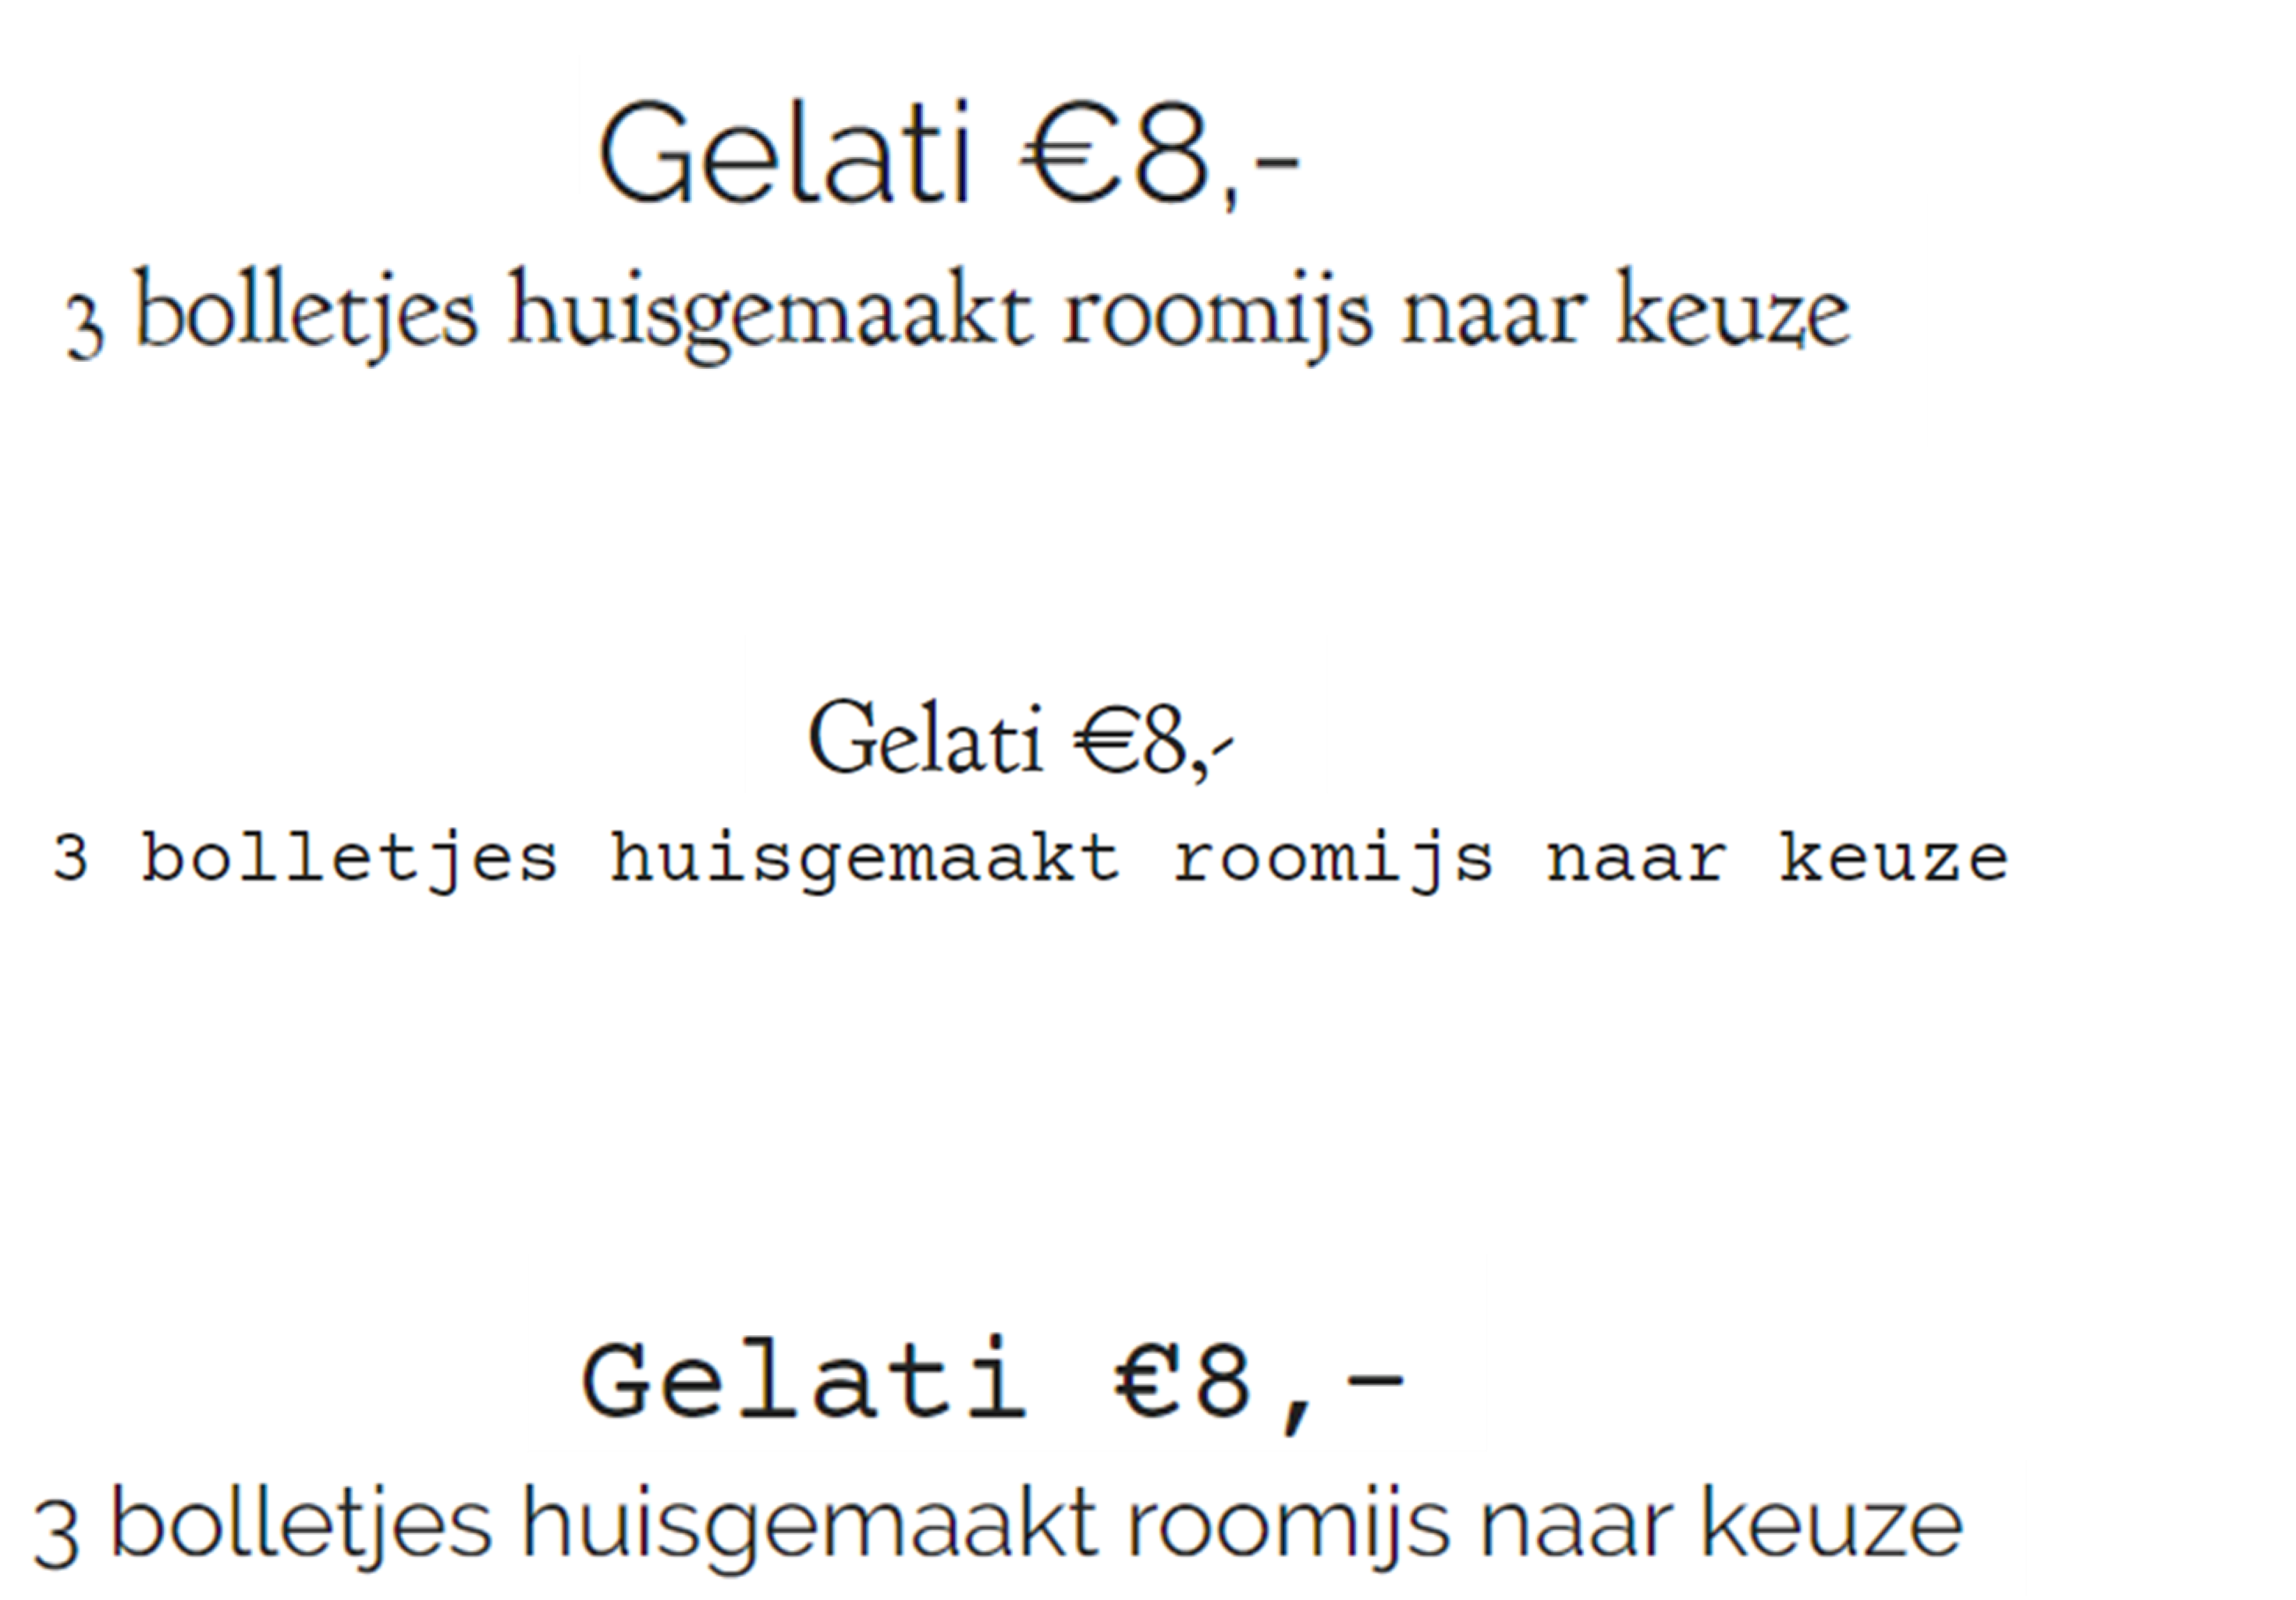 Gelati €8,-
3 bolletjes huisgemaakt roomijs naar keuze
Gelati €8,-
3 bolletjes huisgemaakt roomijs naar keuze
Gelati €8,-
3 bolletjes huisgemaakt roomijs naar keuze